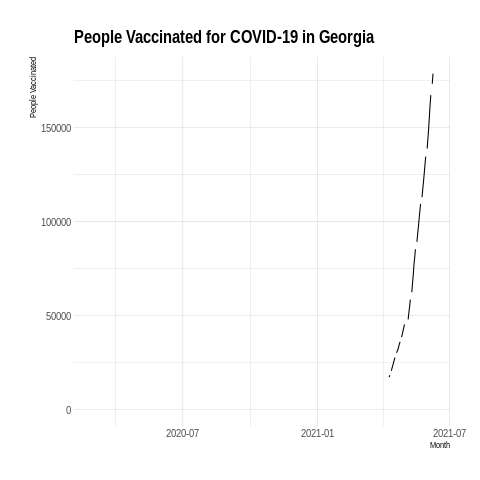 People Vaccinated for COVID-19 in Georgia
People Vaccinated
150000
100000
50000
0
2020-07 2021-01 2021-07
Month